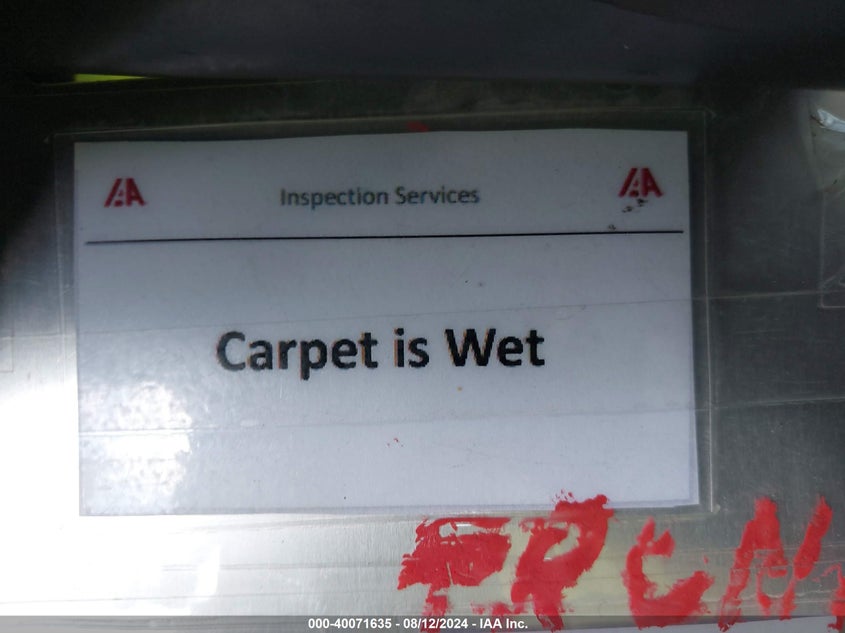 IAA Inspection Services IAA
Carpet is Wet
000-40071635 - 08/12/2024 - IAA Inc.